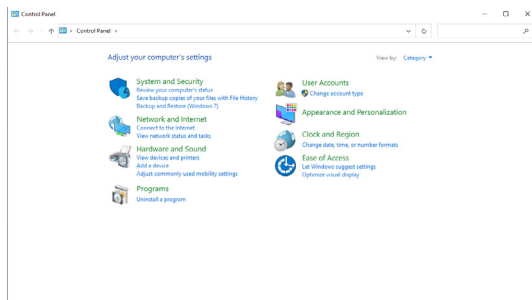 Control Panel
Control Panel
Adjust your computer's settings
View by: Category
System and Security
Review your computer's status
Save backup copies of your files with File History
Backup and Restore (Windows 7)
Network and Internet
Connect to the Internet
View network status and tasks
Hardware and Sound
View devices and printers
Add a device
Adjust commonly used mobility settings
Programs
Uninstall a program
User Accounts
Change account type
Appearance and Personalization
Clock and Region
Change date, time, or number formats
Ease of Access
Let Windows suggest settings
Optimize visual display